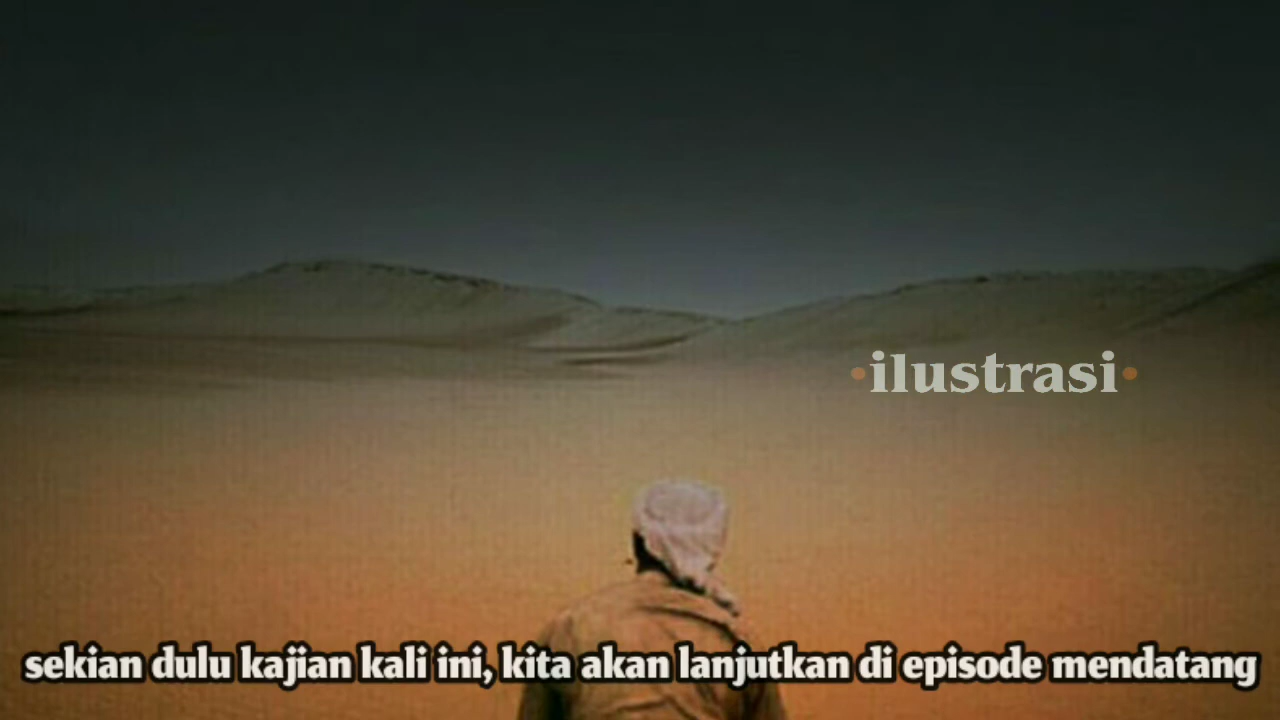 •ilustrasi•
sekian dulu kajian kali ini, kita akan lanjutkan di episode mendatang